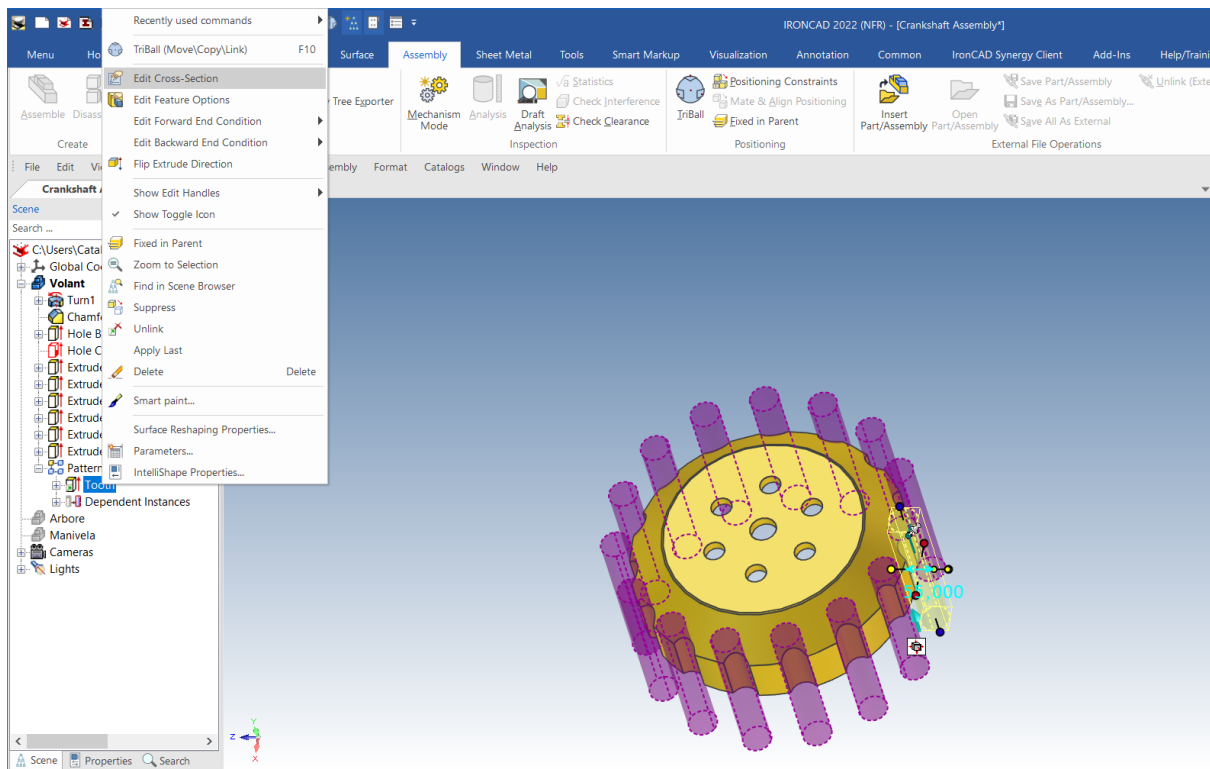 IRONCAD 2022 (NFR) - [Crankshaft Assembly*]
Menu Surface Assembly Sheet Metal Tools Smart Markup Visualization Annotation Common IronCAD Synergy Client Add-Ins
Recently used commands
TriBall (Move\Copy\Link) F10
Edit Cross-Section
Edit Feature Options
Edit Forward End Condition
Edit Backward End Condition
Flip Extrude Direction
Show Edit Handles
Show Toggle Icon
Fixed in Parent
Zoom to Selection
Find in Scene Browser
Suppress
Unlink
Apply Last
Delete Delete
Smart paint...
Surface Reshaping Properties...
Parameters...
IntelliShape Properties...
Assemble
Create
Tree Exporter
Mechanism
Mode
Analysis
Draft
Analysis
Statistics
Check Interference
Check Clearance
Inspection
TriBall
Positioning Constraints
Mate & Align Positioning
Fixed in Parent
Positioning
Insert
Part/Assembly
Open
Part/Assembly
Save Part/Assembly
Save As Part/Assembly...
Save All As External
Unlink (Exte
External File Operations
File Edit Format Catalogs Window Help
Crankshaft
Scene
Search ...
C:\Users\Cata
Global Co
Volant
Turn1
Chamf
Hole B
Hole C
Extrude
Extrude
Extrude
Extrude
Extrude
Extrude
Pattern
Tooth
Dependent Instances
Arbore
Manivela
Cameras
Lights
Scene Properties Search
Y
Z
X